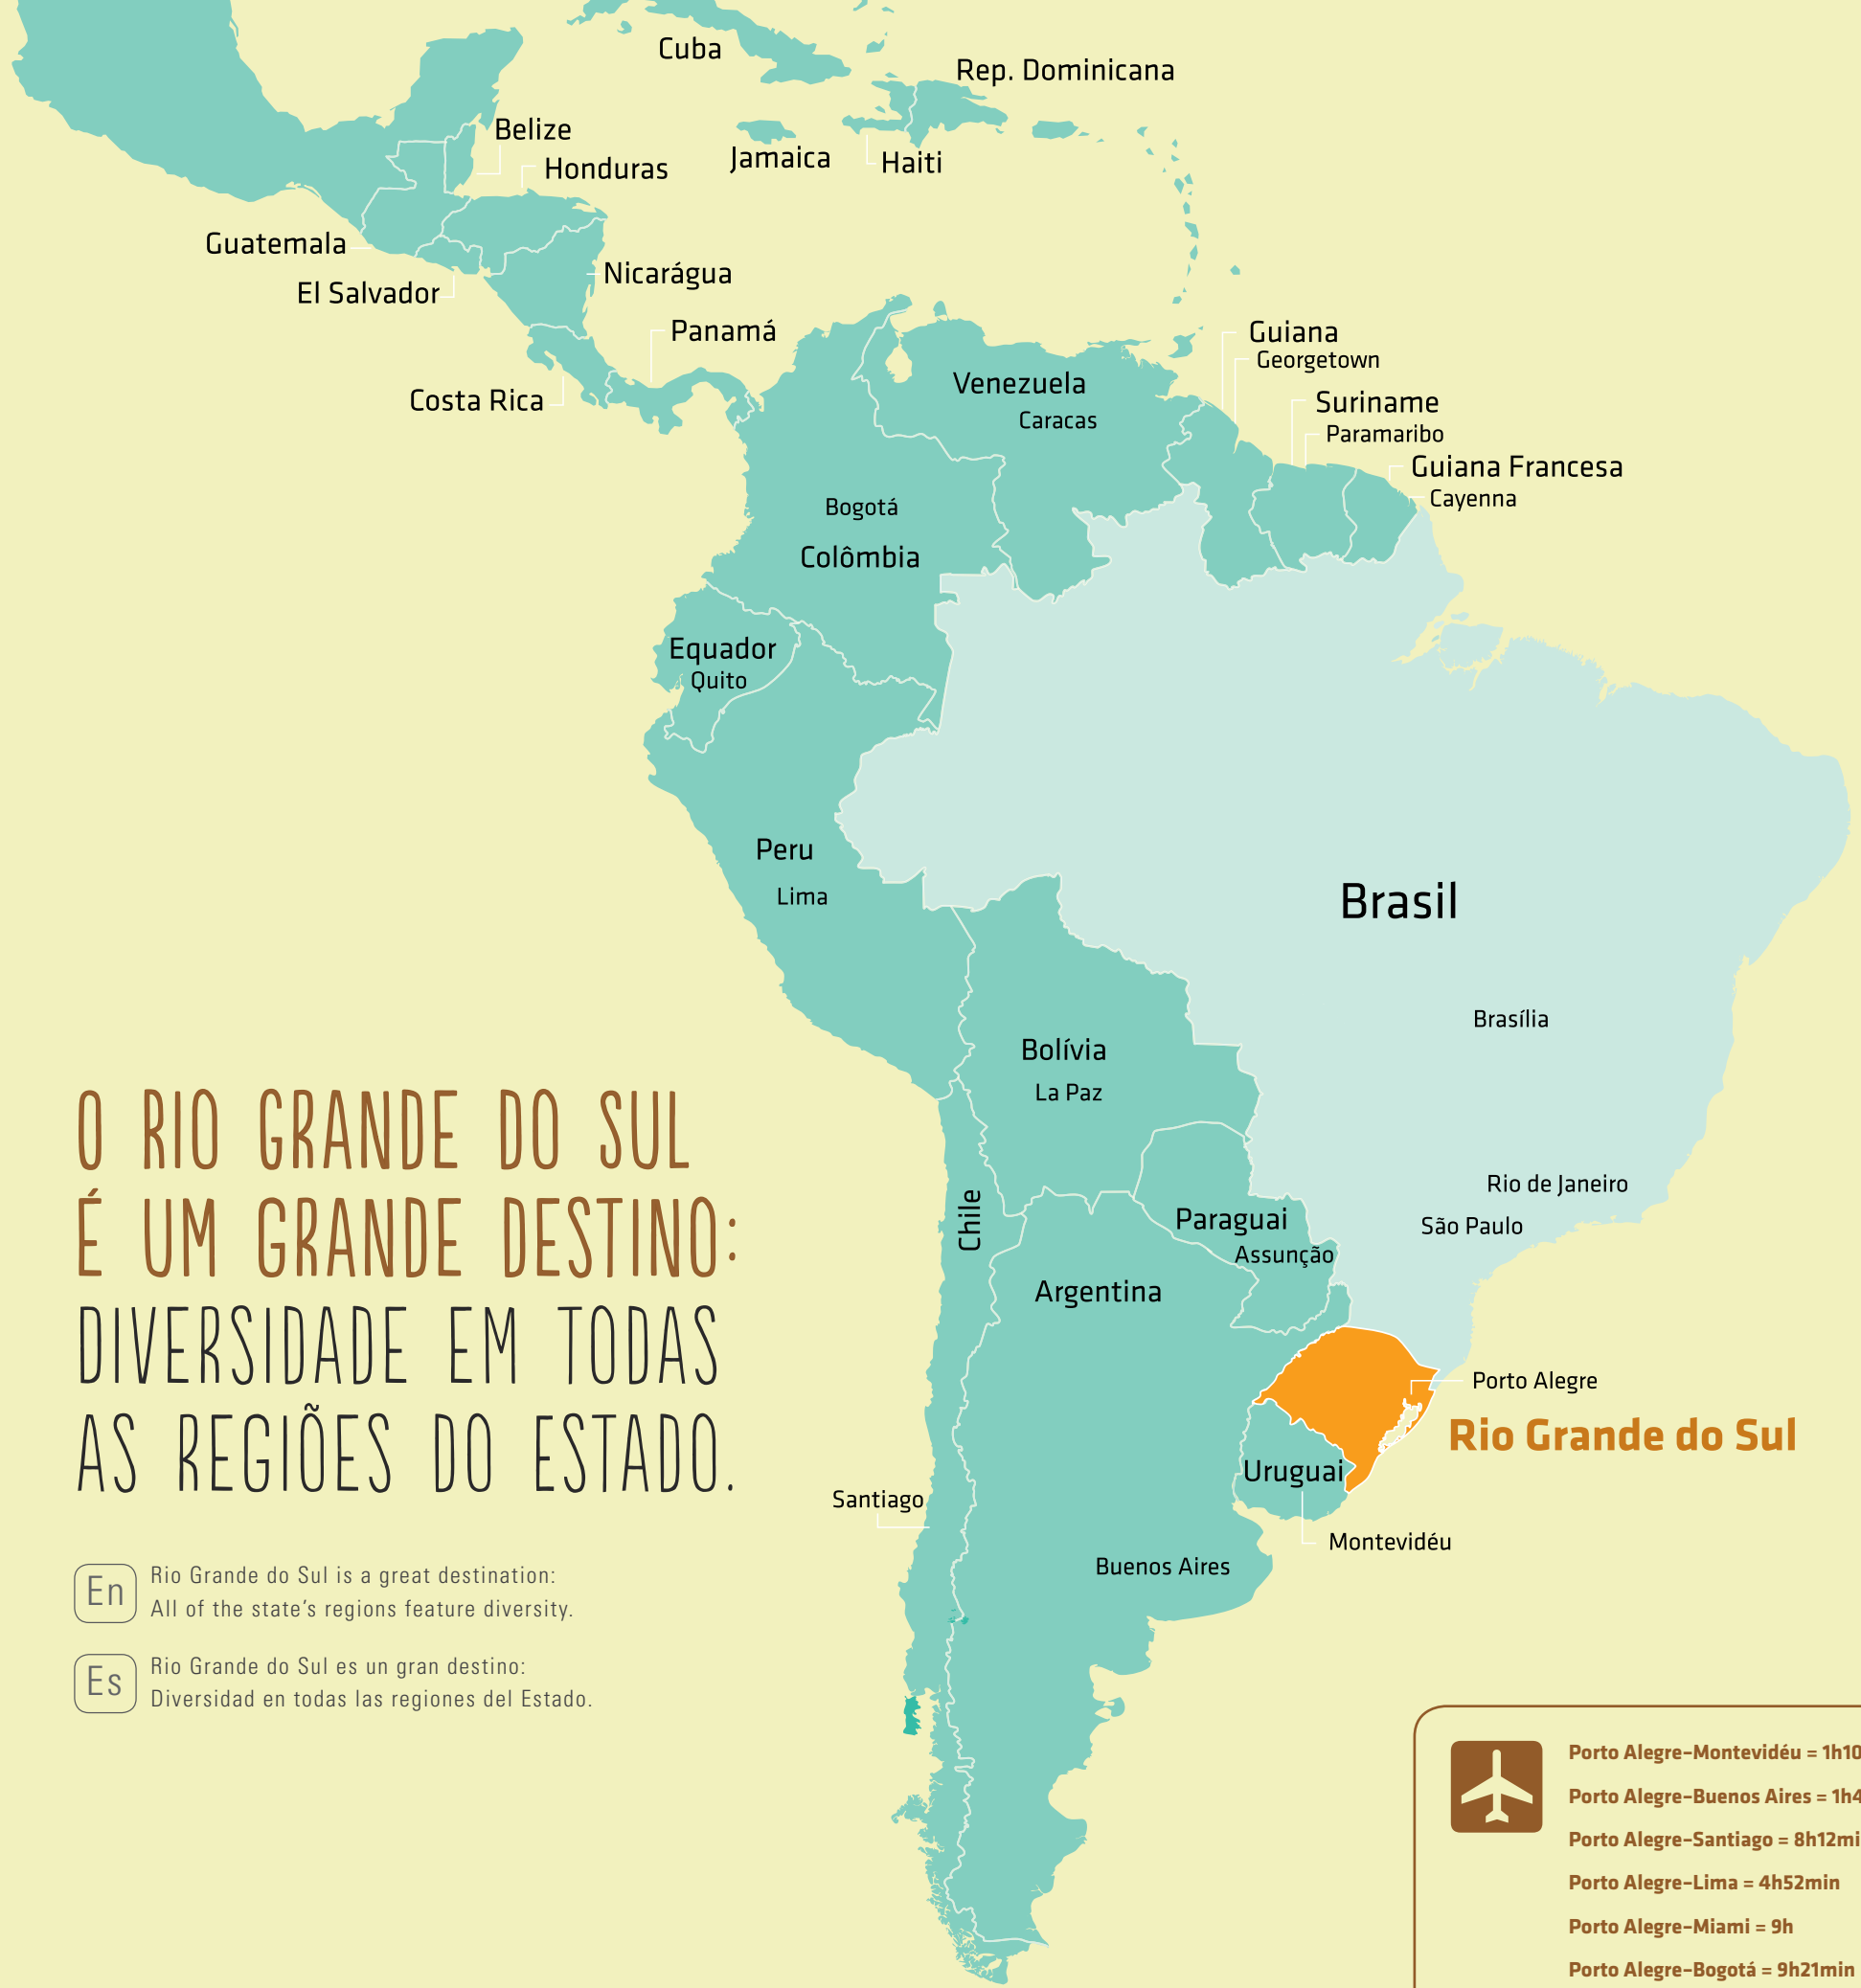 Cuba
Rep. Dominicana
Belize
Jamaica
Haiti
Honduras
Guatemala
Nicarágua
El Salvador
Panamá
Guiana
Georgetown
Costa Rica
Venezuela
Caracas
Suriname
Paramaribo
Guiana Francesa
Cayenna
Bogotá
Colômbia
Equador
Quito
Peru
Lima
Brasil
Brasília
Bolívia
La Paz
Rio de Janeiro
São Paulo
Chile
Paraguai
Assunção
Argentina
Porto Alegre
Rio Grande do Sul
Uruguai
Santiago
Montevidéu
Buenos Aires
O RIO GRANDE DO SUL
É UM GRANDE DESTINO:
DIVERSIDADE EM TODAS
AS REGIÕES DO ESTADO.
En
Rio Grande do Sul is a great destination:
All of the state's regions feature diversity.
Es
Rio Grande do Sul es un gran destino:
Diversidad en todas las regiones del Estado.
Porto Alegre-Montevidéu = 1h10
Porto Alegre-Buenos Aires = 1h4
Porto Alegre-Santiago = 8h12mi
Porto Alegre-Lima = 4h52min
Porto Alegre-Miami = 9h
Porto Alegre-Bogotá = 9h21min